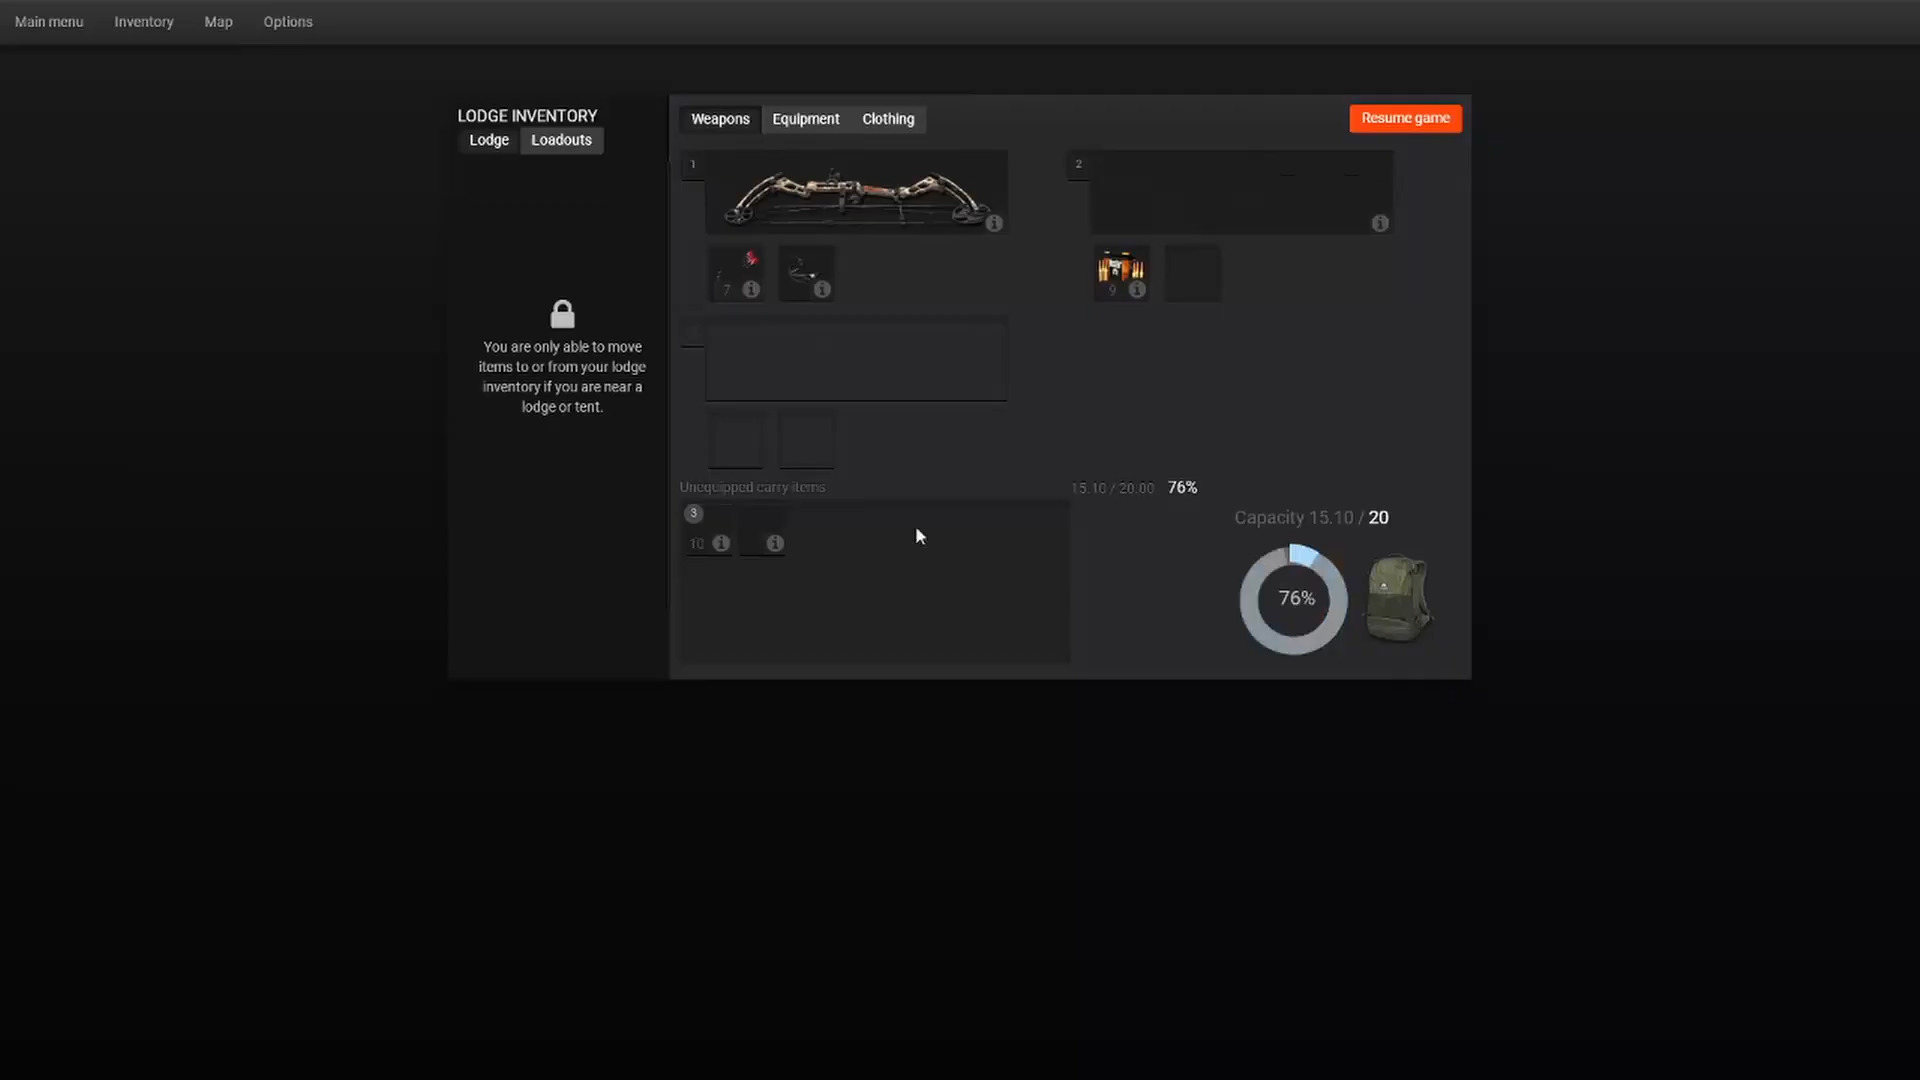 Main menu Inventory Map Options
LODGE INVENTORY
Lodge Loadouts
Weapons Equipment Clothing
Resume game
1
2
7
9
You are only able to move
items to or from your lodge
inventory if you are near a
lodge or tent.
Unequipped carry items
15.10 / 20.00 76%
3
10
Capacity 15.10 / 20
76%